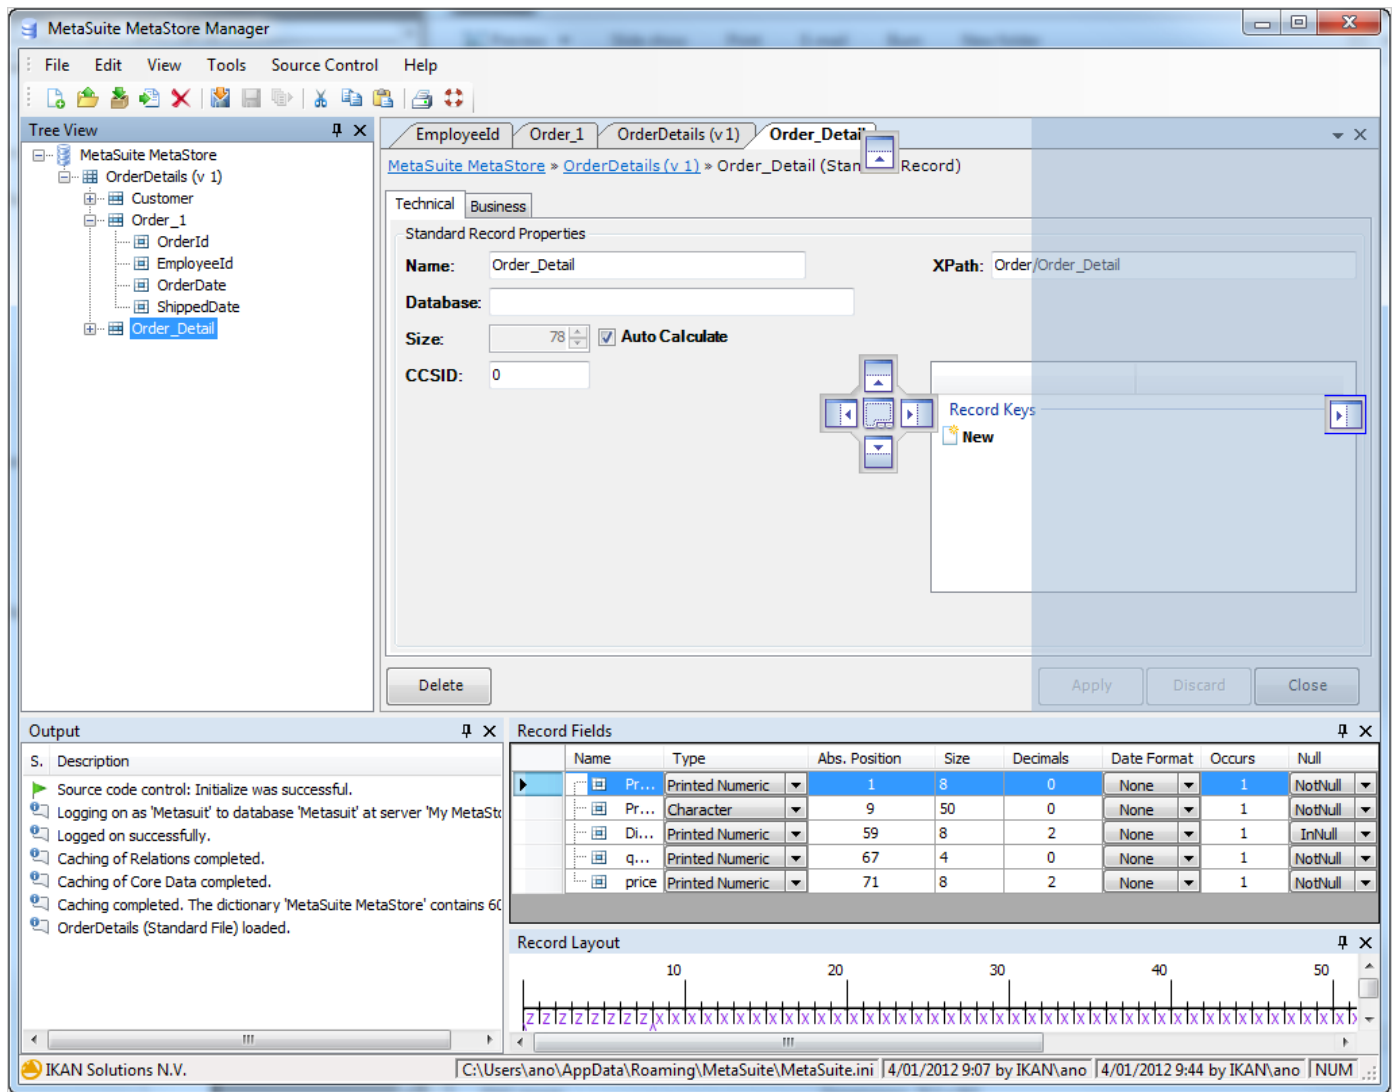 MetaSuite MetaStore Manager
File Edit View Tools Source Control Help
Tree View
MetaSuite MetaStore
OrderDetails (v 1)
Customer
Order_1
OrderId
EmployeeId
OrderDate
ShippedDate
Order_Detail
EmployeeId Order_1 OrderDetails (v 1) Order_Detail
MetaSuite MetaStore » OrderDetails (v 1) » Order_Detail (Stan Record)
Technical Business
Standard Record Properties
Name: Order_Detail XPath: Order/Order_Detail
Database:
Size: 78 Auto Calculate
CCSID: 0
Record Keys
New
Delete Apply Discard Close
Output
S. Description
Source code control: Initialize was successful.
Logging on as 'Metasuit' to database 'Metasuit' at server 'My MetaSto
Logged on successfully.
Caching of Relations completed.
Caching of Core Data completed.
Caching completed. The dictionary 'MetaSuite MetaStore' contains 60
OrderDetails (Standard File) loaded.
Record Fields
Name Type Abs. Position Size Decimals Date Format Occurs Null
Pr... Printed Numeric 1 8 0 None 1 NotNull
Pr... Character 9 50 0 None 1 NotNull
Di... Printed Numeric 59 8 2 None 1 InNull
q... Printed Numeric 67 4 0 None 1 NotNull
price Printed Numeric 71 8 2 None 1 NotNull
Record Layout
10 20 30 40 50
Z Z Z Z Z Z Z Z X X X X X X X X X X X X X X X X X X X X X X X X X X X X X X X X X X X X X X X X X X X
IKAN Solutions N.V. C:\Users\ano\AppData\Roaming\MetaSuite\MetaSuite.ini 4/01/2012 9:07 by IKAN\ano 4/01/2012 9:44 by IKAN\ano NUM